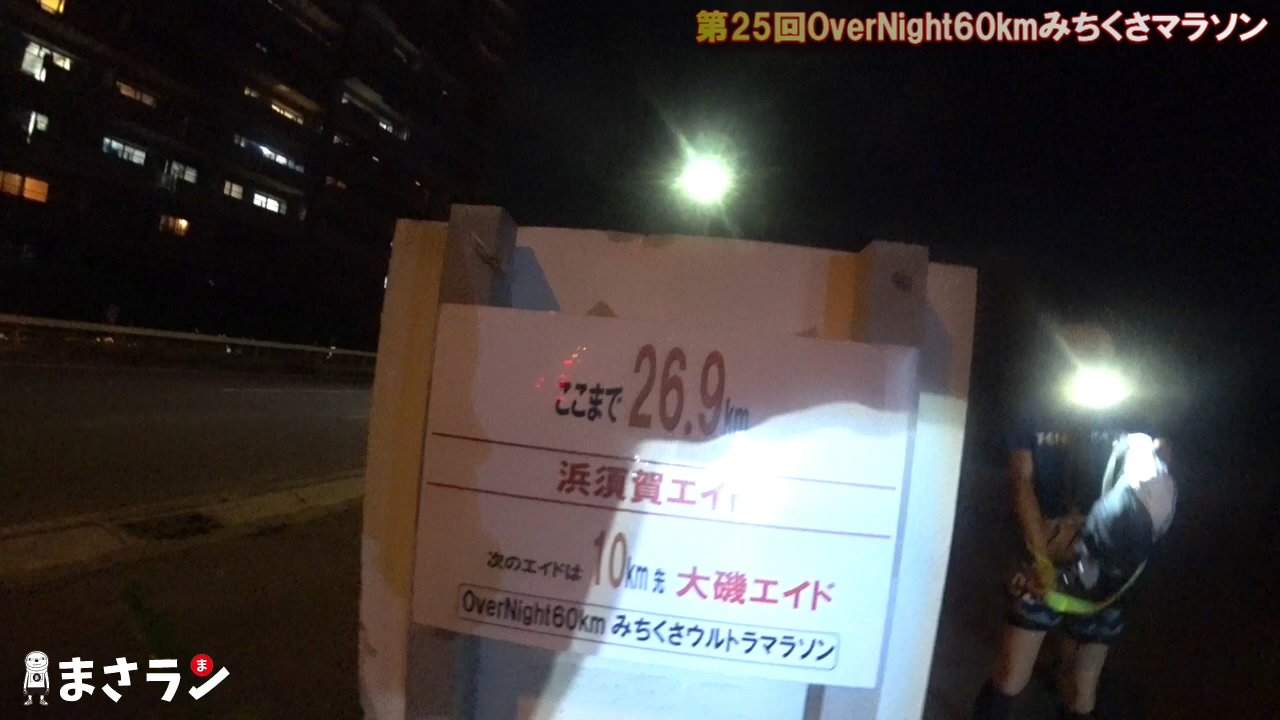 第25回OverNight60kmみちくさマラソン
ここまで 26.9km
浜須賀エイド
次のエイドは 10km先 大磯エイド
OverNight60km みちくさウルトラマラソン
まさラン
ま